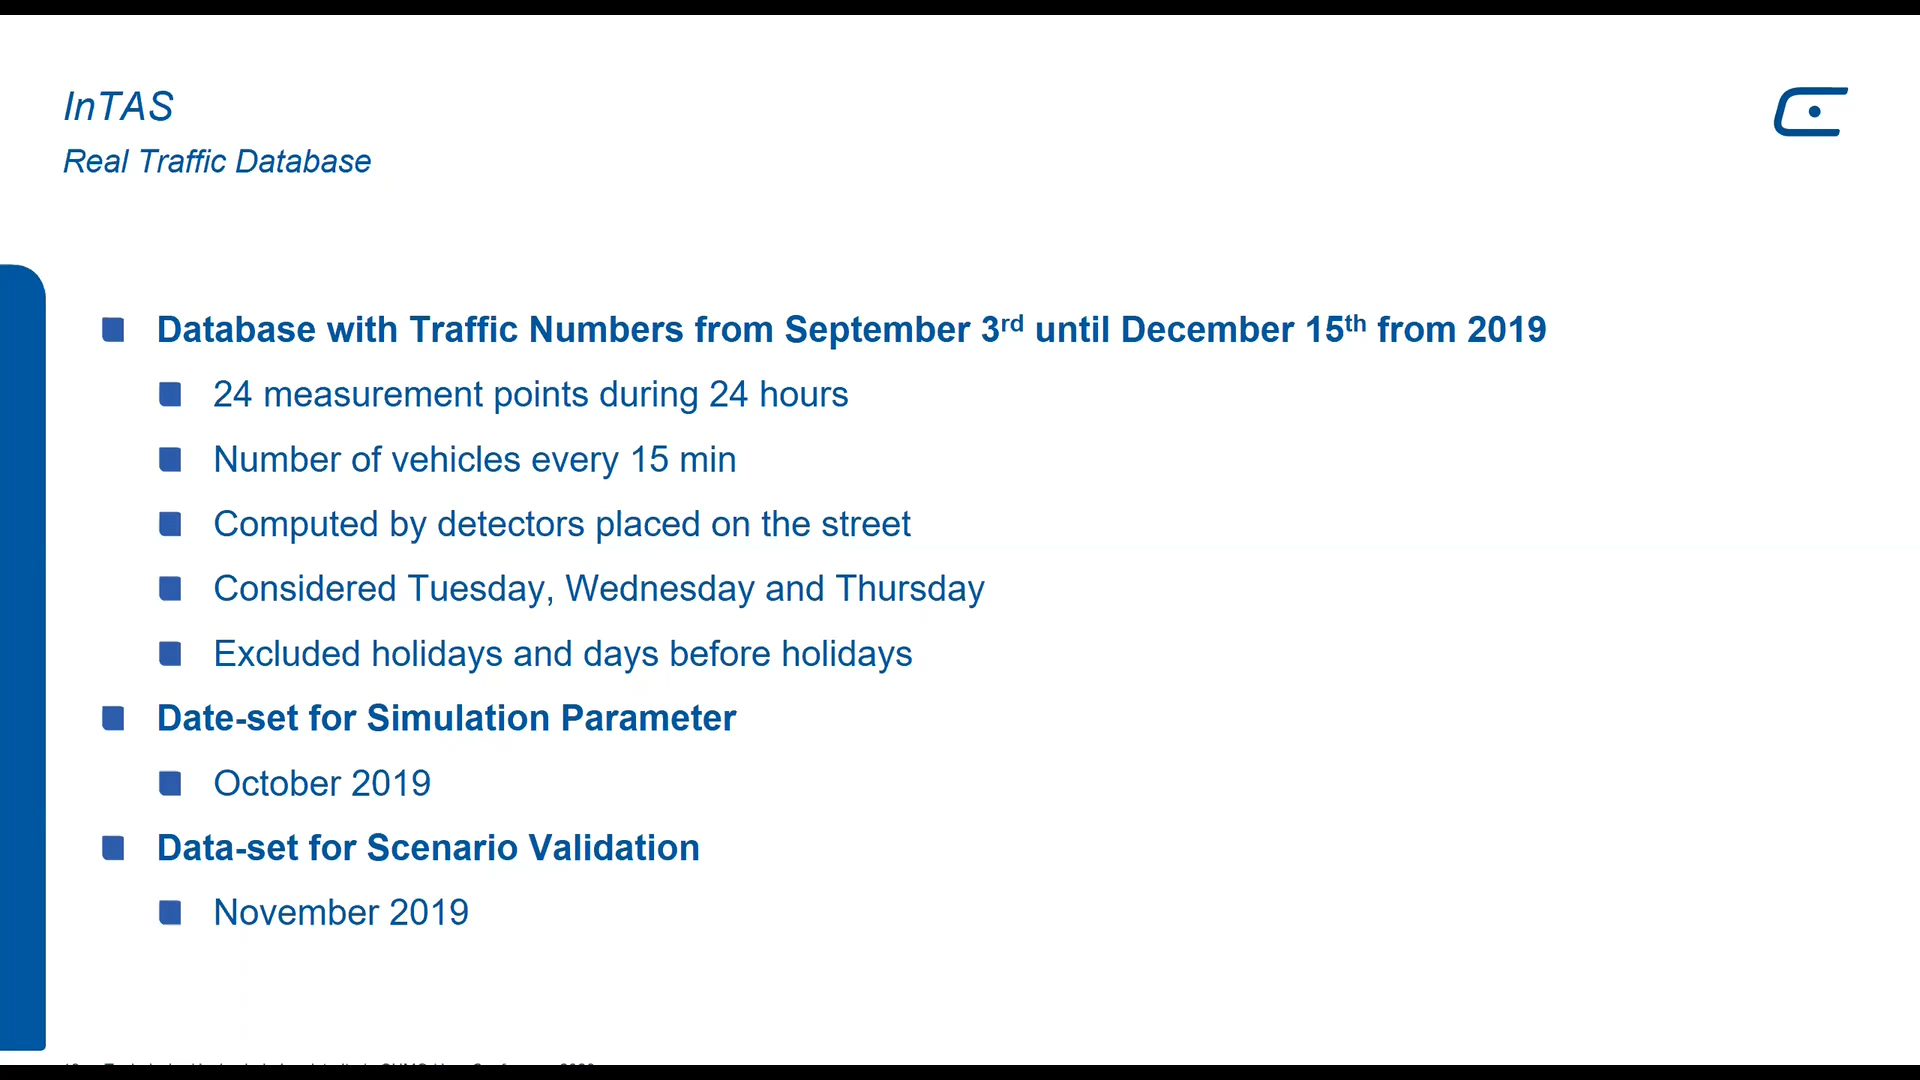 InTAS
Real Traffic Database
Database with Traffic Numbers from September 3rd until December 15th from 2019
24 measurement points during 24 hours
Number of vehicles every 15 min
Computed by detectors placed on the street
Considered Tuesday, Wednesday and Thursday
Excluded holidays and days before holidays
Date-set for Simulation Parameter
October 2019
Data-set for Scenario Validation
November 2019